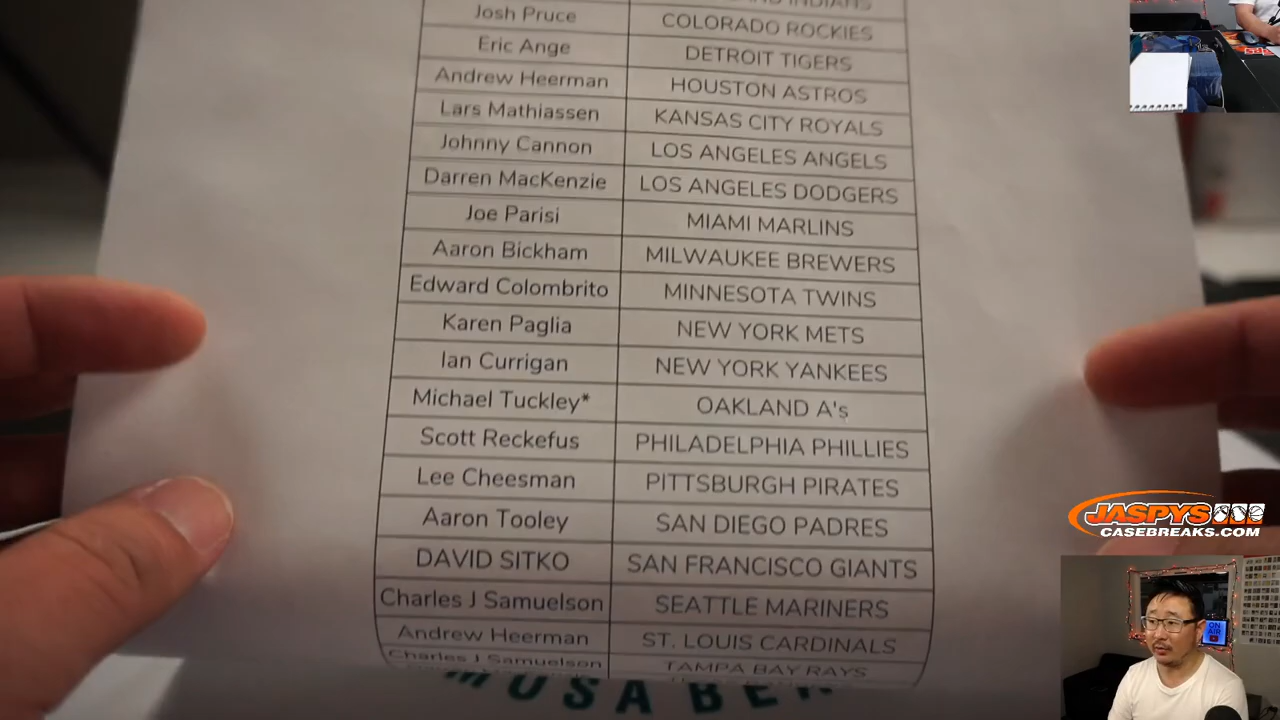 INDIANS
Josh Pruce COLORADO ROCKIES
Eric Ange DETROIT TIGERS
Andrew Heerman HOUSTON ASTROS
Lars Mathiassen KANSAS CITY ROYALS
Johnny Cannon LOS ANGELES ANGELS
Darren MacKenzie LOS ANGELES DODGERS
Joe Parisi MIAMI MARLINS
Aaron Bickham MILWAUKEE BREWERS
Edward Colombrito MINNESOTA TWINS
Karen Paglia NEW YORK METS
Ian Currigan NEW YORK YANKEES
Michael Tuckley* OAKLAND A's
Scott Reckefus PHILADELPHIA PHILLIES
Lee Cheesman PITTSBURGH PIRATES
Aaron Tooley SAN DIEGO PADRES
DAVID SITKO SAN FRANCISCO GIANTS
Charles J Samuelson SEATTLE MARINERS
Andrew Heerman ST. LOUIS CARDINALS
Charles J Samuelson TAMPA BAY RAYS
JASPYS
CASEBREAKS.COM
ON
AIR